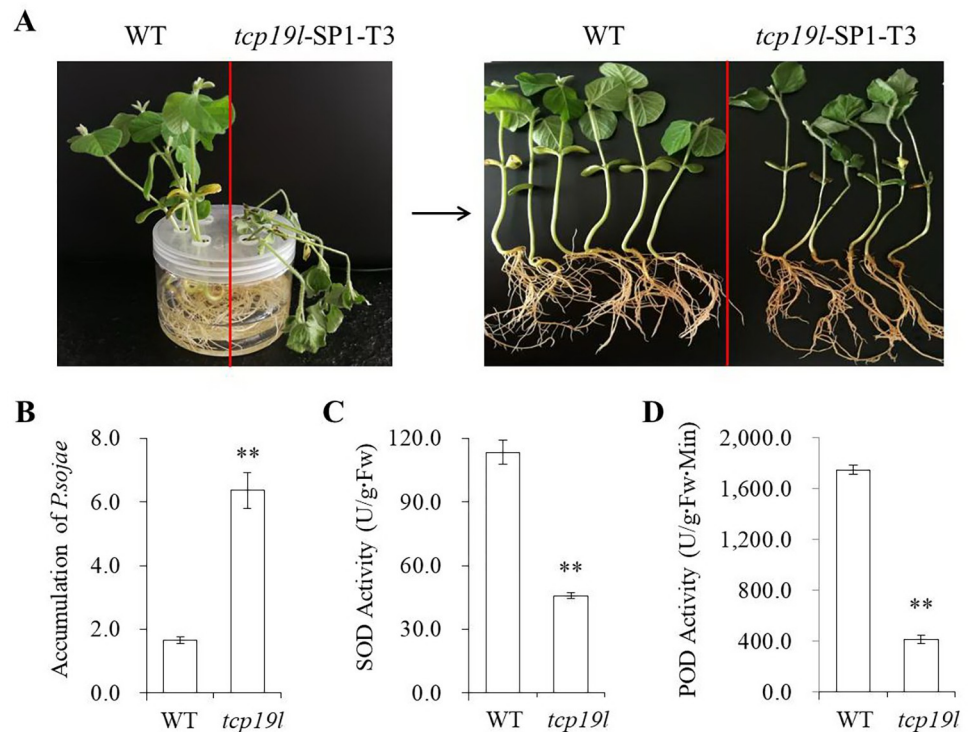 A
WT
tcp19l-SP1-T3
WT
tcp19l-SP1-T3
B
Accumulation of P.sojae
8.0
6.0
4.0
2.0
0.0
**
WT
tcp19l
C
SOD Activity (U/g·Fw)
120.0
90.0
60.0
30.0
0.0
**
WT
tcp19l
D
POD Activity (U/g·Fw·Min)
2,000.0
1,600.0
1,200.0
800.0
400.0
0.0
**
WT
tcp19l